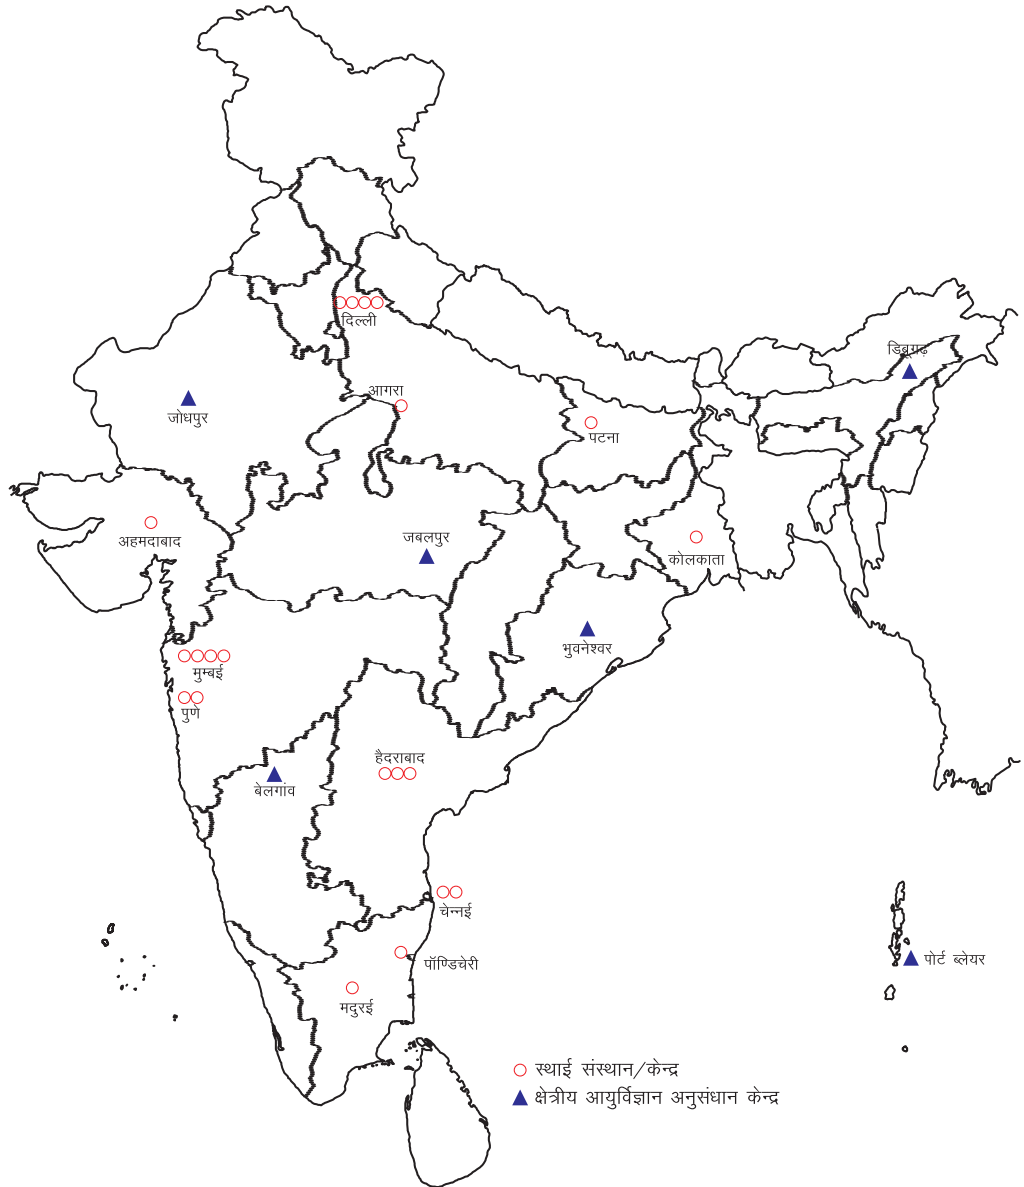 दिल्ली
डिब्रूगढ़
आगरा
जोधपुर
पटना
अहमदाबाद
जबलपुर
कोलकाता
भुवनेश्वर
मुम्बई
पुणे
हैदराबाद
बेलगांव
चेन्नई
पॉण्डिचेरी
पोर्ट ब्लेयर
मदुरई
स्थाई संस्थान/केन्द्र
क्षेत्रीय आयुर्विज्ञान अनुसंधान केन्द्र